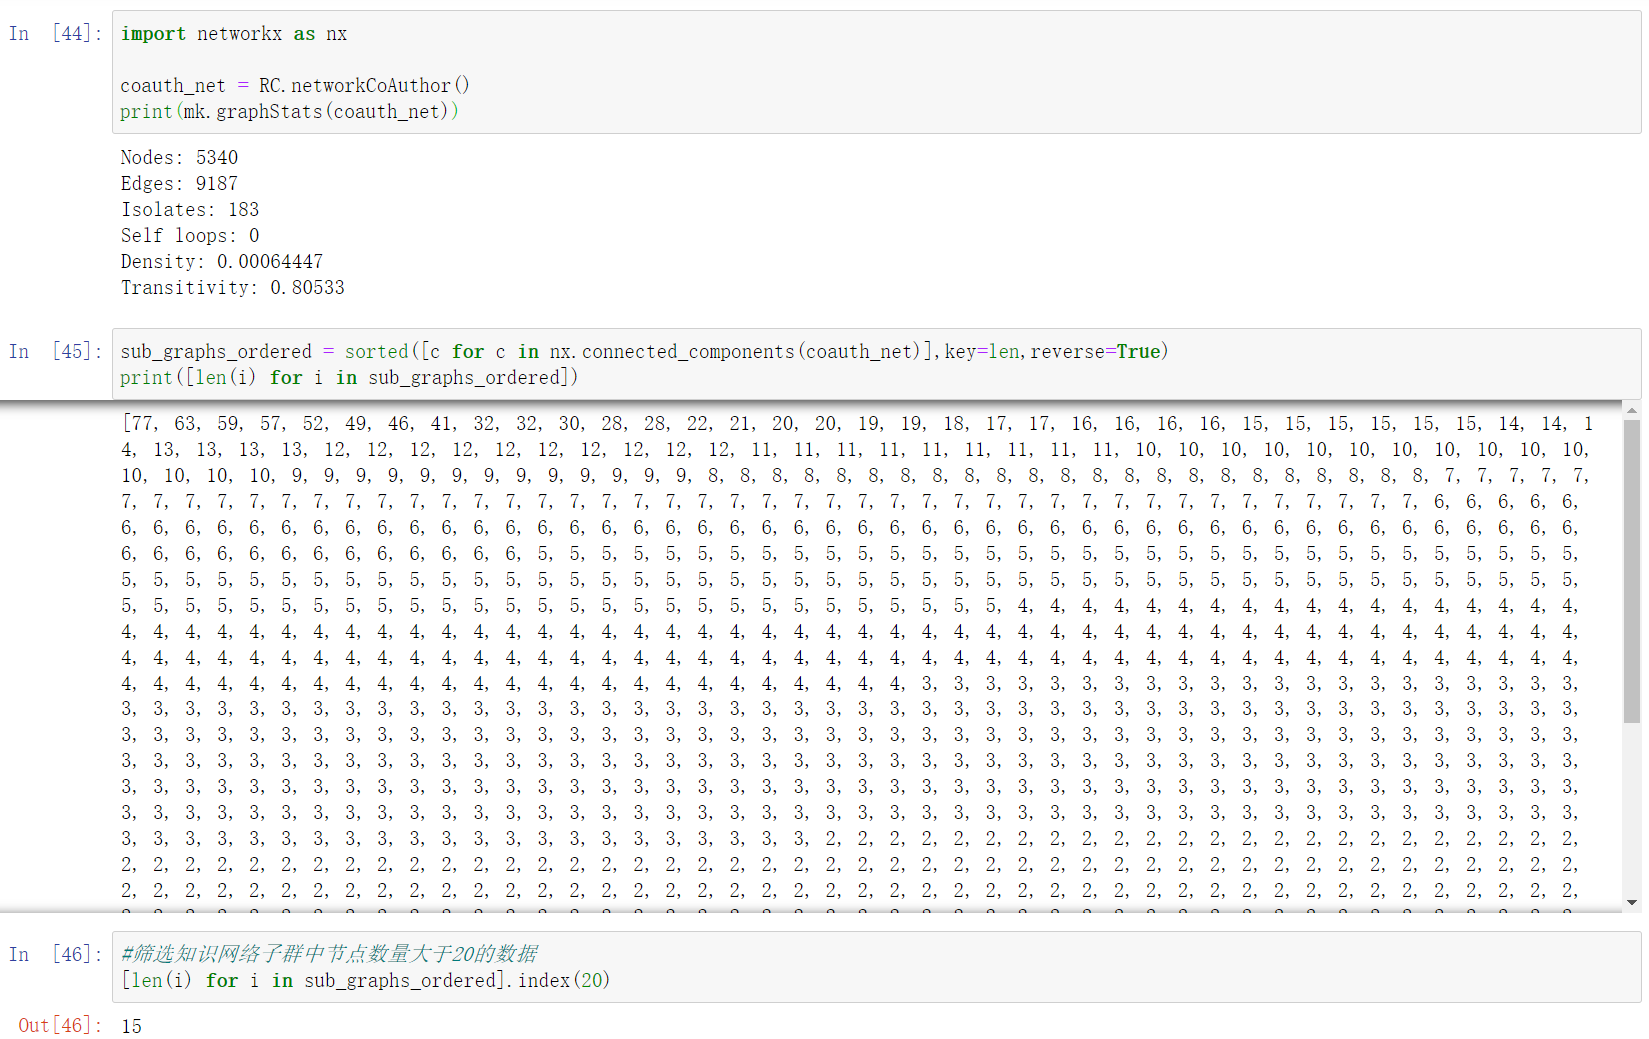 In [44]:
import networkx as nx
coauth_net = RC.networkCoAuthor()
print(mk.graphStats(coauth_net))
Nodes: 5340
Edges: 9187
Isolates: 183
Self loops: 0
Density: 0.00064447
Transitivity: 0.80533
In [45]:
sub_graphs_ordered = sorted([c for c in nx.connected_components(coauth_net)],key=len,reverse=True)
print([len(i) for i in sub_graphs_ordered])
[77, 63, 59, 57, 52, 49, 46, 41, 32, 32, 30, 28, 28, 22, 21, 20, 20, 19, 19, 18, 17, 17, 16, 16, 16, 16, 15, 15, 15, 15, 15, 15, 14, 14, 1
4, 13, 13, 13, 13, 12, 12, 12, 12, 12, 12, 12, 12, 12, 12, 11, 11, 11, 11, 11, 11, 11, 11, 11, 10, 10, 10, 10, 10, 10, 10, 10, 10, 10, 10,
10, 10, 10, 10, 9, 9, 9, 9, 9, 9, 9, 9, 9, 9, 9, 9, 9, 8, 8, 8, 8, 8, 8, 8, 8, 8, 8, 8, 8, 8, 8, 8, 8, 8, 8, 8, 8, 8, 8, 8, 7, 7, 7, 7, 7,
7, 7, 7, 7, 7, 7, 7, 7, 7, 7, 7, 7, 7, 7, 7, 7, 7, 7, 7, 7, 7, 7, 7, 7, 7, 7, 7, 7, 7, 7, 7, 7, 7, 7, 7, 7, 7, 7, 7, 7, 7, 6, 6, 6, 6, 6,
6, 6, 6, 6, 6, 6, 6, 6, 6, 6, 6, 6, 6, 6, 6, 6, 6, 6, 6, 6, 6, 6, 6, 6, 6, 6, 6, 6, 6, 6, 6, 6, 6, 6, 6, 6, 6, 6, 6, 6, 6, 6, 6, 6, 6, 6,
6, 6, 6, 6, 6, 6, 6, 6, 6, 6, 6, 6, 6, 5, 5, 5, 5, 5, 5, 5, 5, 5, 5, 5, 5, 5, 5, 5, 5, 5, 5, 5, 5, 5, 5, 5, 5, 5, 5, 5, 5, 5, 5, 5, 5, 5,
5, 5, 5, 5, 5, 5, 5, 5, 5, 5, 5, 5, 5, 5, 5, 5, 5, 5, 5, 5, 5, 5, 5, 5, 5, 5, 5, 5, 5, 5, 5, 5, 5, 5, 5, 5, 5, 5, 5, 5, 5, 5, 5, 5, 5, 5,
5, 5, 5, 5, 5, 5, 5, 5, 5, 5, 5, 5, 5, 5, 5, 5, 5, 5, 5, 5, 5, 5, 5, 5, 5, 5, 5, 5, 4, 4, 4, 4, 4, 4, 4, 4, 4, 4, 4, 4, 4, 4, 4, 4, 4, 4,
4, 4, 4, 4, 4, 4, 4, 4, 4, 4, 4, 4, 4, 4, 4, 4, 4, 4, 4, 4, 4, 4, 4, 4, 4, 4, 4, 4, 4, 4, 4, 4, 4, 4, 4, 4, 4, 4, 4, 4, 4, 4, 4, 4, 4, 4,
4, 4, 4, 4, 4, 4, 4, 4, 4, 4, 4, 4, 4, 4, 4, 4, 4, 4, 4, 4, 4, 4, 4, 4, 4, 4, 4, 4, 4, 4, 4, 4, 4, 4, 4, 4, 4, 4, 4, 4, 4, 4, 4, 4, 4, 4,
4, 4, 4, 4, 4, 4, 4, 4, 4, 4, 4, 4, 4, 4, 4, 4, 4, 4, 4, 4, 4, 4, 4, 4, 4, 3, 3, 3, 3, 3, 3, 3, 3, 3, 3, 3, 3, 3, 3, 3, 3, 3, 3, 3, 3, 3,
3, 3, 3, 3, 3, 3, 3, 3, 3, 3, 3, 3, 3, 3, 3, 3, 3, 3, 3, 3, 3, 3, 3, 3, 3, 3, 3, 3, 3, 3, 3, 3, 3, 3, 3, 3, 3, 3, 3, 3, 3, 3, 3, 3, 3, 3,
3, 3, 3, 3, 3, 3, 3, 3, 3, 3, 3, 3, 3, 3, 3, 3, 3, 3, 3, 3, 3, 3, 3, 3, 3, 3, 3, 3, 3, 3, 3, 3, 3, 3, 3, 3, 3, 3, 3, 3, 3, 3, 3, 3, 3, 3,
3, 3, 3, 3, 3, 3, 3, 3, 3, 3, 3, 3, 3, 3, 3, 3, 3, 3, 3, 3, 3, 3, 3, 3, 3, 3, 3, 3, 3, 3, 3, 3, 3, 3, 3, 3, 3, 3, 3, 3, 3, 3, 3, 3, 3, 3,
3, 3, 3, 3, 3, 3, 3, 3, 3, 3, 3, 3, 3, 3, 3, 3, 3, 3, 3, 3, 3, 3, 3, 3, 3, 3, 3, 3, 3, 3, 3, 3, 3, 3, 3, 3, 3, 3, 3, 3, 3, 3, 3, 3, 3, 3,
3, 3, 3, 3, 3, 3, 3, 3, 3, 3, 3, 3, 3, 3, 3, 3, 3, 3, 3, 3, 3, 3, 3, 3, 3, 3, 3, 3, 3, 3, 3, 3, 3, 3, 3, 3, 3, 3, 3, 3, 3, 3, 3, 3, 3, 3,
3, 3, 3, 3, 3, 3, 3, 3, 3, 3, 3, 3, 3, 3, 3, 3, 3, 3, 3, 3, 3, 3, 2, 2, 2, 2, 2, 2, 2, 2, 2, 2, 2, 2, 2, 2, 2, 2, 2, 2, 2, 2, 2, 2, 2, 2,
2, 2, 2, 2, 2, 2, 2, 2, 2, 2, 2, 2, 2, 2, 2, 2, 2, 2, 2, 2, 2, 2, 2, 2, 2, 2, 2, 2, 2, 2, 2, 2, 2, 2, 2, 2, 2, 2, 2, 2, 2, 2, 2, 2, 2, 2,
2, 2, 2, 2, 2, 2, 2, 2, 2, 2, 2, 2, 2, 2, 2, 2, 2, 2, 2, 2, 2, 2, 2, 2, 2, 2, 2, 2, 2, 2, 2, 2, 2, 2, 2, 2, 2, 2, 2, 2, 2, 2, 2, 2, 2, 2,
In [46]:
#筛选知识网络子群中节点数量大于20的数据
[len(i) for i in sub_graphs_ordered].index(20)
Out[46]:
15